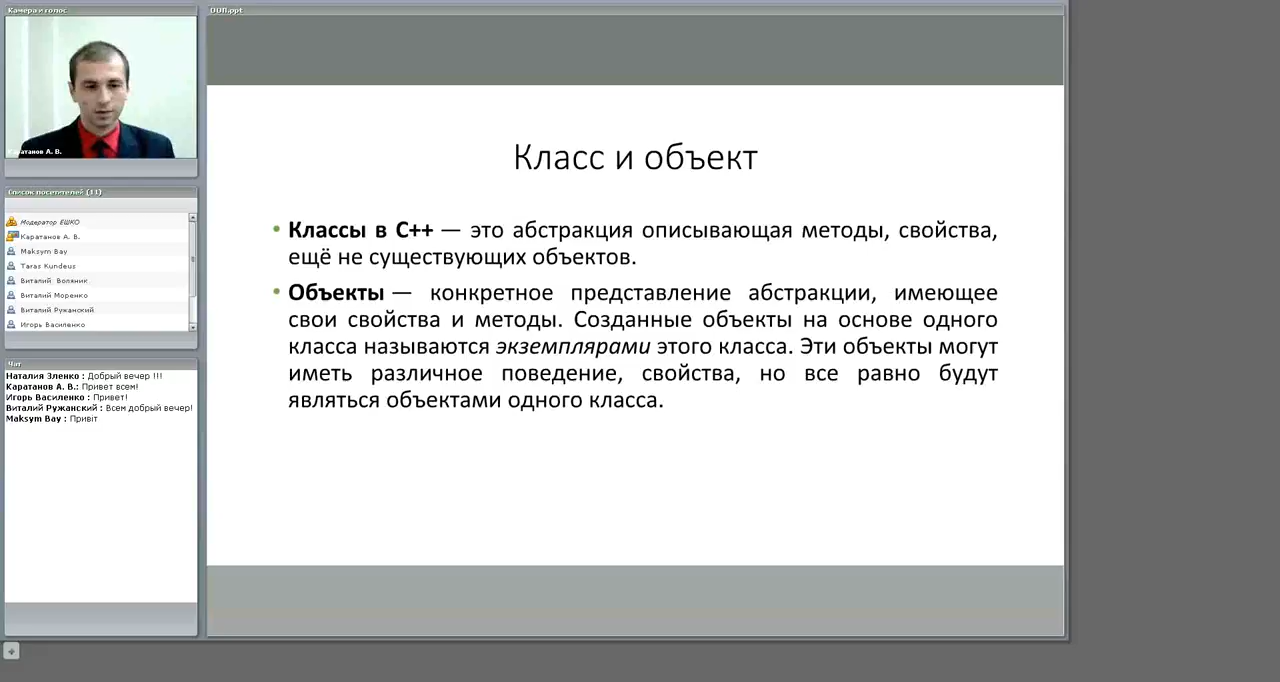 Камера и голос
Каратанов А. В.
Список посетителей (11)
Модератор ЕШКО
Каратанов А. В.
Maksym Bay
Taras Kundeus
Виталий Воляник
Виталий Моренко
Виталий Ружанский
Игорь Василенко
Чат
Наталия Зленко : Добрый вечер !!!
Каратанов А. В.: Привет всем!
Игорь Василенко : Привет!
Виталий Ружанский : Всем добрый вечер!
Maksym Bay : Привіт
ООП.ppt
Класс и объект
• Классы в C++ — это абстракция описывающая методы, свойства,
ещё не существующих объектов.
• Объекты — конкретное представление абстракции, имеющее
свои свойства и методы. Созданные объекты на основе одного
класса называются экземплярами этого класса. Эти объекты могут
иметь различное поведение, свойства, но все равно будут
являться объектами одного класса.